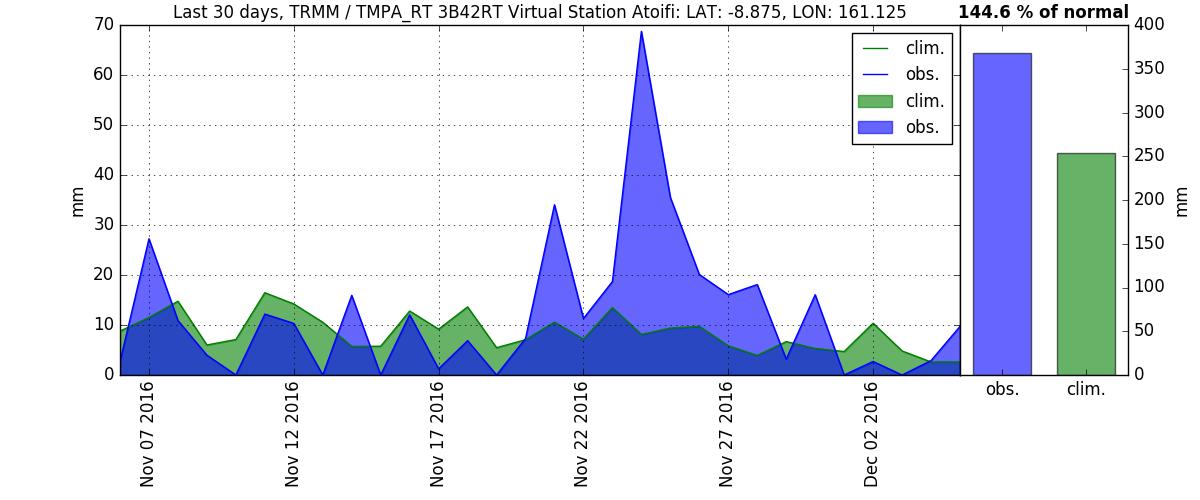 Last 30 days, TRMM / TMPA_RT 3B42RT Virtual Station Atoifi: LAT: -8.875, LON: 161.125
144.6 % of normal
70
60
50
40
30
20
10
0
mm
clim.
obs.
clim.
obs.
Nov 07 2016
Nov 12 2016
Nov 17 2016
Nov 22 2016
Nov 27 2016
Dec 02 2016
400
350
300
250
200
150
100
50
0
mm
obs.
clim.